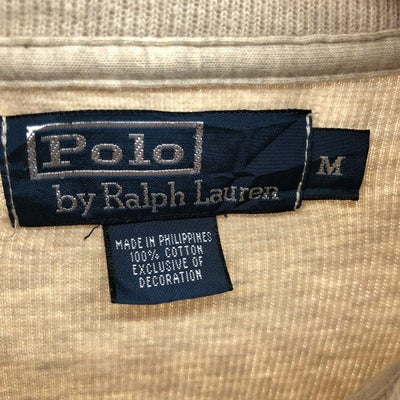 Polo
by Ralph Lauren
M
MADE IN PHILIPPINES
100% COTTON
EXCLUSIVE OF
DECORATION